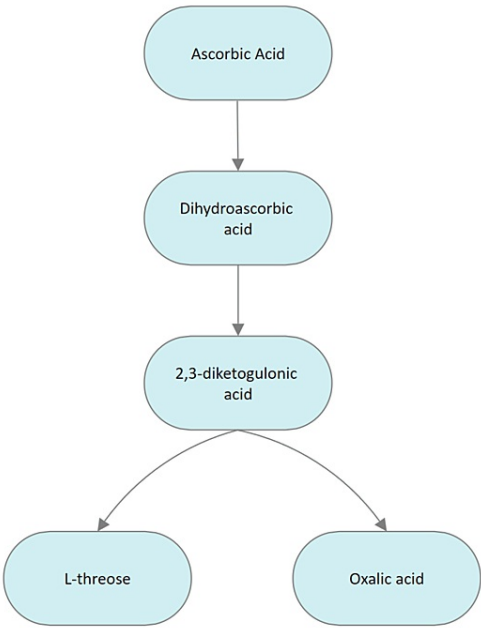 Ascorbic Acid
Dihydroascorbic
acid
2,3-diketogulonic
acid
L-threose
Oxalic acid